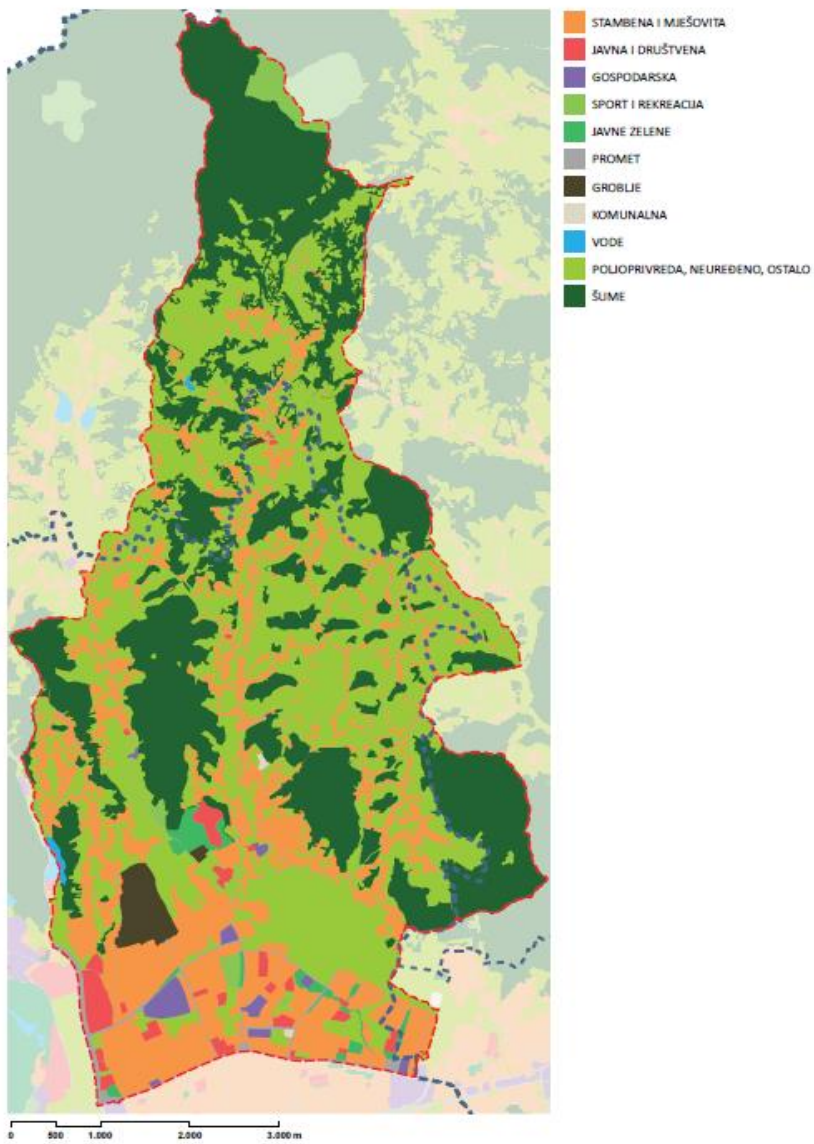 STAMBENA I MJEŠOVITA
JAVNA I DRUŠTVENA
GOSPODARSKA
SPORT I REKREACIJA
JAVNE ZELENE
PROMET
GROBLJE
KOMUNALNA
VODE
POLJOPRIVREDA, NEUREĐENO, OSTALO
ŠUME
0 500 1.000 2.000 3.000 m